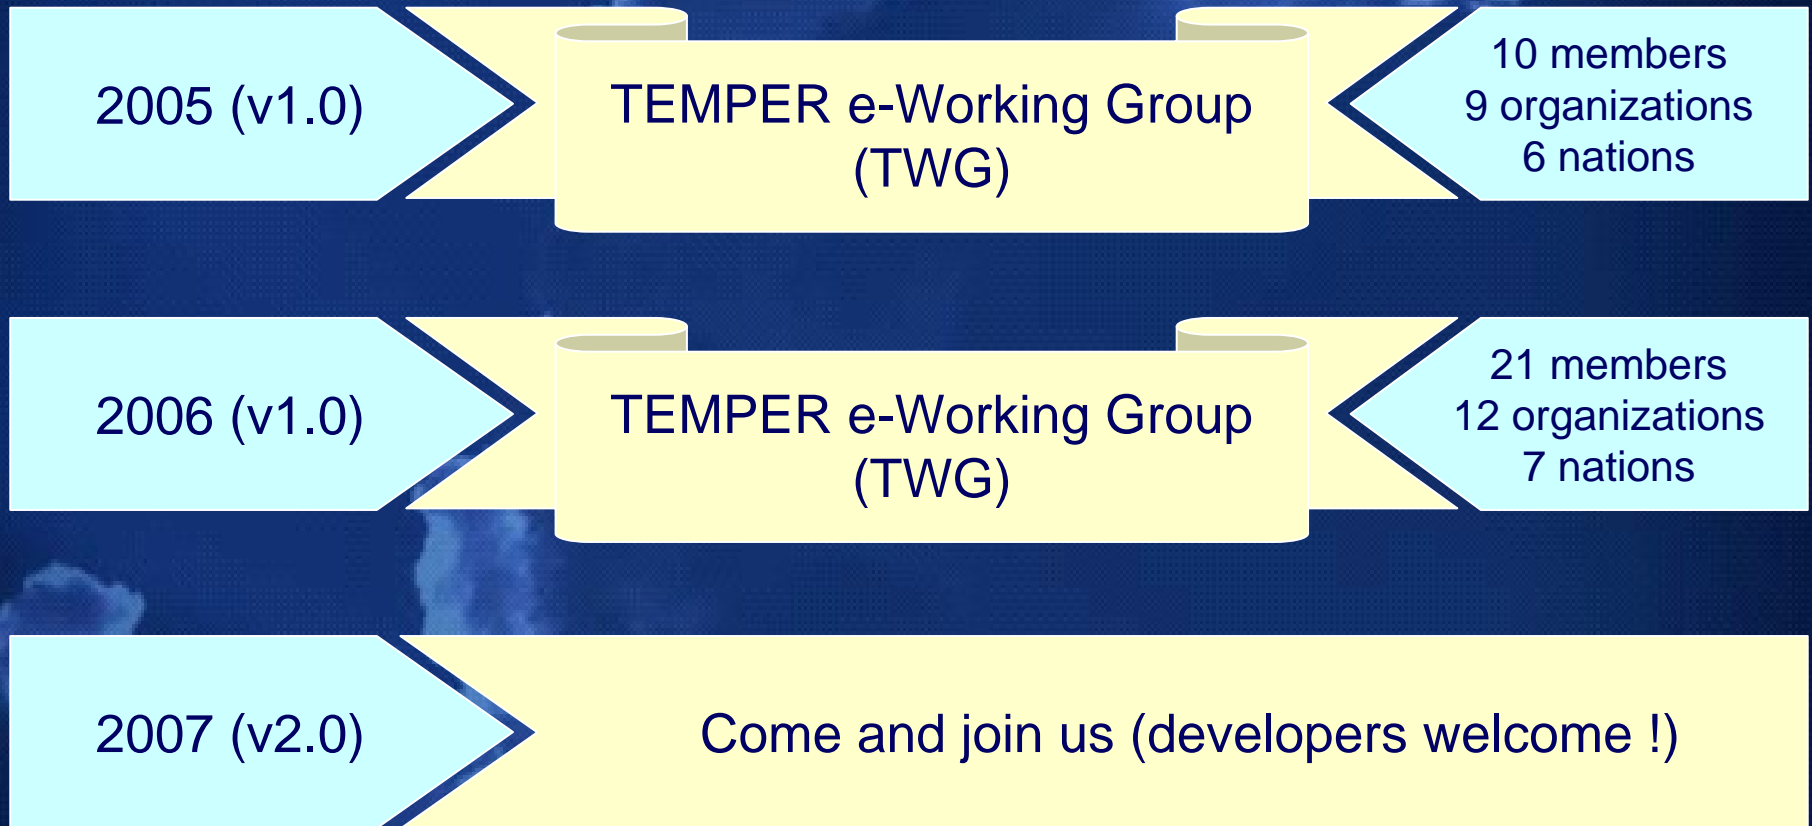 2005 (v1.0)
TEMPER e-Working Group
(TWG)
10 members
9 organizations
6 nations
2006 (v1.0)
TEMPER e-Working Group
(TWG)
21 members
12 organizations
7 nations
2007 (v2.0)
Come and join us (developers welcome !)